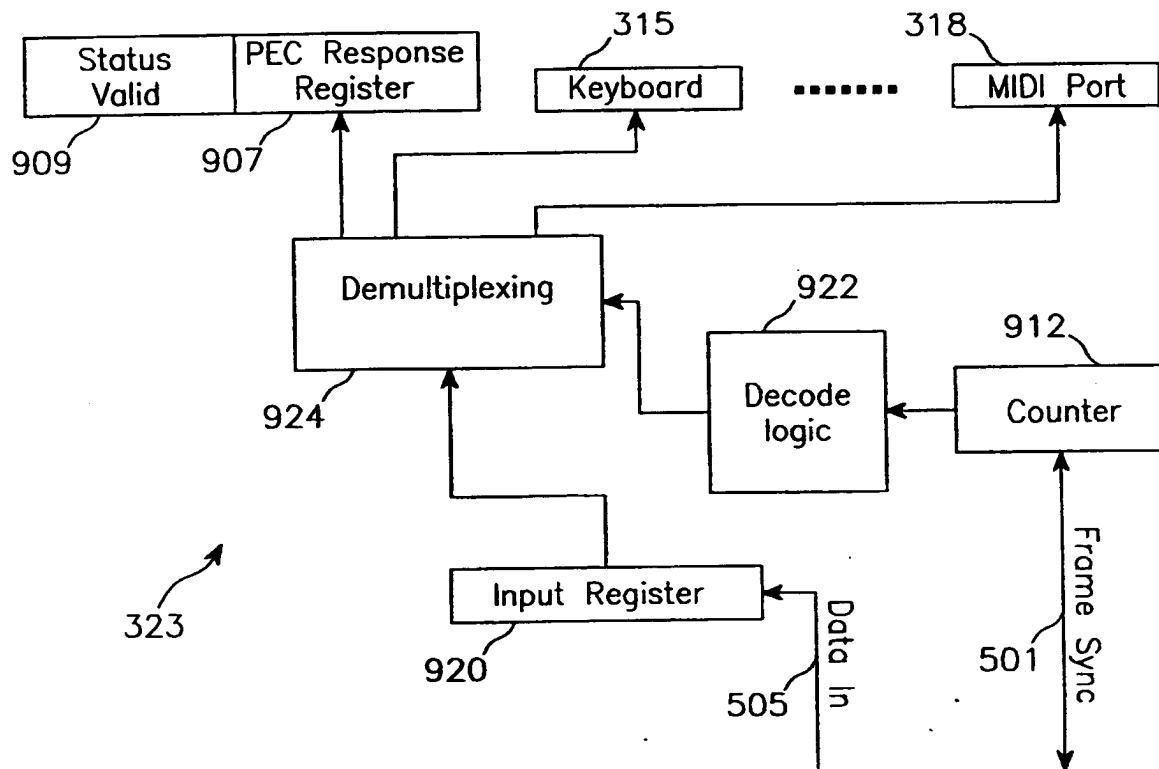 315
318
Status
Valid
PEC Response
Register
Keyboard
MIDI Port
909
907
Demultiplexing
922
912
924
Decode
logic
Counter
Input Register
323
920
Data In
505
Frame Sync
501